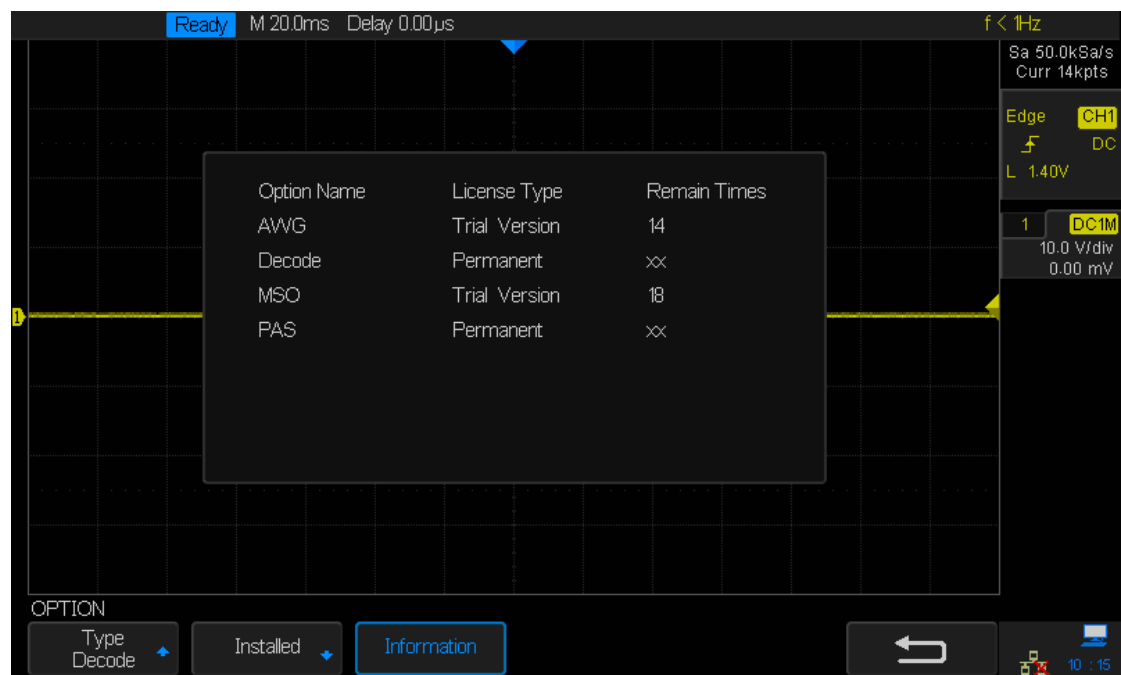 Ready M 20.0ms Delay 0.00µs f < 1Hz
Sa 50.0kSa/s
Curr 14kpts
Edge CH1
DC
L 1.40V
Option Name License Type Remain Times
AWG Trial Version 14
Decode Permanent xx
MSO Trial Version 18
PAS Permanent xx
1 DC1M
10.0 V/div
0.00 mV
1
OPTION
Type
Decode
Installed
Information
10 : 15